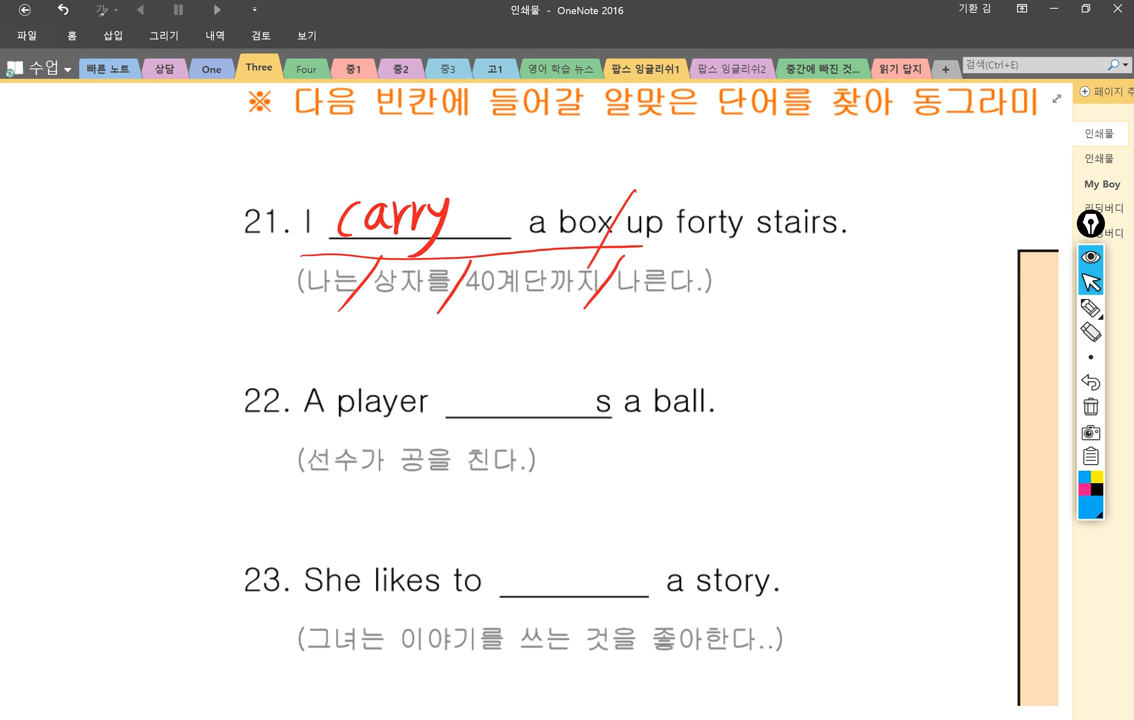 인쇄물 - OneNote 2016
기환 김
파일 홈 삽입 그리기 내역 검토 보기
수업 빠른 노트 상담 One Three Four 중1 중2 중3 고1 영어 학습 뉴스 팝스 잉글리쉬1 팝스 잉글리쉬2 중간에 빠진 것... 읽기 답지 + 검색(Ctrl+E)
※ 다음 빈칸에 들어갈 알맞은 단어를 찾아 동그라미
페이지 추
인쇄물
인쇄물
My Boy
리딩버디
21. I carry a box up forty stairs.
(나는 상자를 40계단까지 나른다.)
22. A player ________s a ball.
(선수가 공을 친다.)
23. She likes to ________ a story.
(그녀는 이야기를 쓰는 것을 좋아한다..)